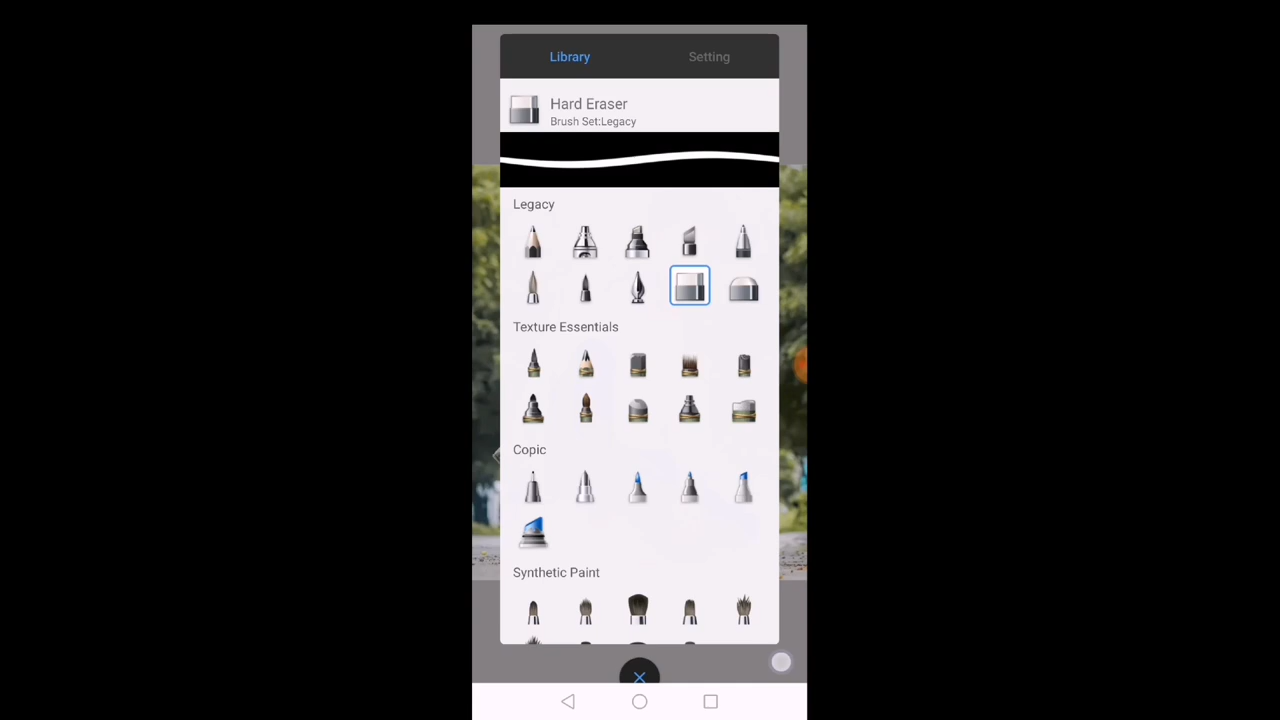 Library
Setting
Hard Eraser
Brush Set:Legacy
Legacy
Texture Essentials
Copic
Synthetic Paint